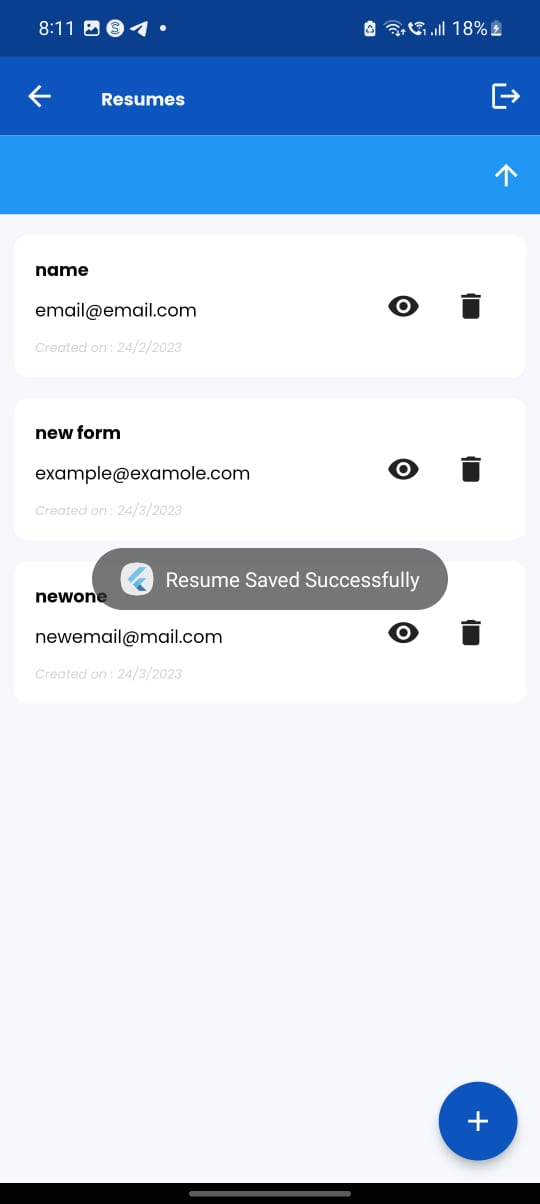 8:11
18%
Resumes
name
email@email.com
Created on : 24/2/2023
new form
example@examole.com
Created on : 24/3/2023
Resume Saved Successfully
newone
newemail@mail.com
Created on : 24/3/2023